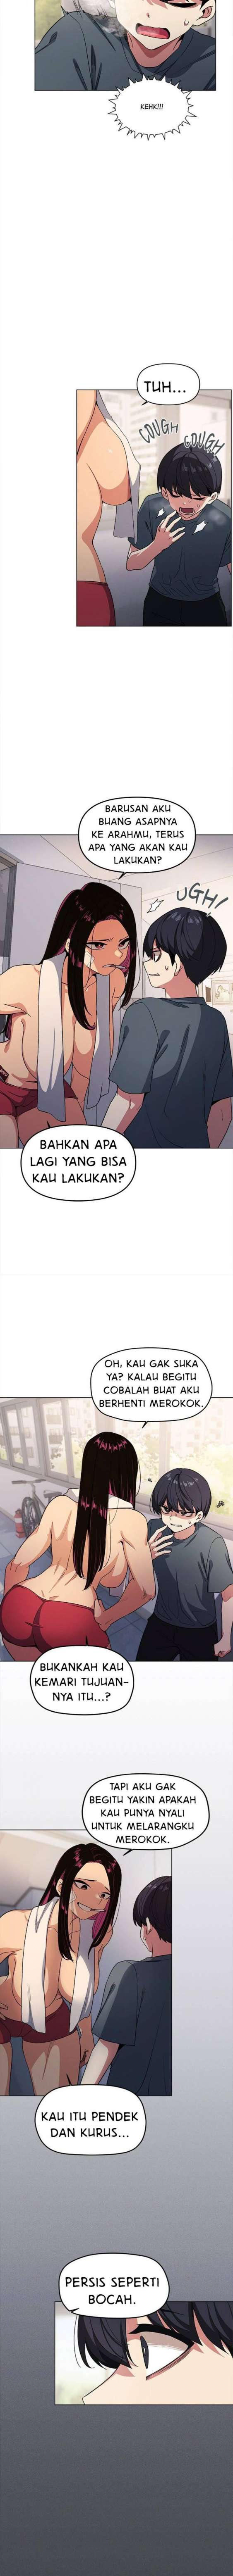 KEHK!!!
TUH...
COUGH
COUGH
BARUSAN AKU
BUANG ASAPNYA
KE ARAHMU, TERUS
APA YANG AKAN KAU
LAKUKAN?
UGH!
BAHKAN APA
LAGI YANG BISA
KAU LAKUKAN?
OH, KAU GAK SUKA
YA? KALAU BEGITU
COBALAH BUAT AKU
BERHENTI MEROKOK.
BUKANKAH KAU
KEMARI TUJUAN-
NYA ITU...?
TAPI AKU GAK
BEGITU YAKIN APAKAH
KAU PUNYA NYALI
UNTUK MELARANGKU
MEROKOK.
KAU ITU PENDEK
DAN KURUS...
PERSIS SEPERTI
BOCAH.